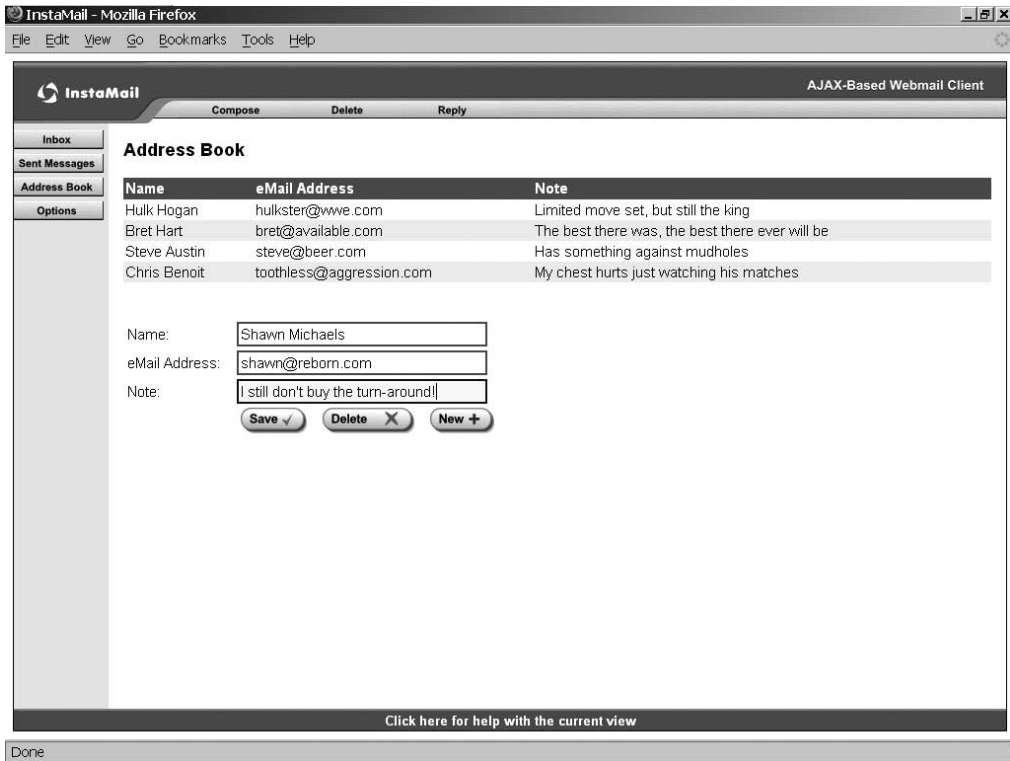 InstaMail - Mozilla Firefox
File Edit View Go Bookmarks Tools Help
InstaMail
AJAX-Based Webmail Client
Compose Delete Reply
Inbox
Sent Messages
Address Book
Options
Address Book
Name eMail Address Note
Hulk Hogan hulkster@wwe.com Limited move set, but still the king
Bret Hart bret@available.com The best there was, the best there ever will be
Steve Austin steve@beer.com Has something against mudholes
Chris Benoit toothless@aggression.com My chest hurts just watching his matches
Name: Shawn Michaels
eMail Address: shawn@reborn.com
Note: I still don't buy the turn-around!
Save Delete New
Click here for help with the current view
Done